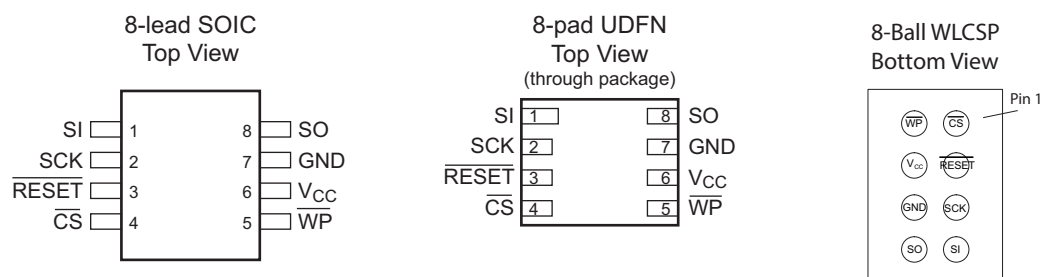 8-lead SOIC
Top View
SI 1 8 SO
SCK 2 7 GND
RESET 3 6 VCC
CS 4 5 WP
8-pad UDFN
Top View
(through package)
SI 1 8 SO
SCK 2 7 GND
RESET 3 6 VCC
CS 4 5 WP
8-Ball WLCSP
Bottom View
Pin 1
WP CS
VCC RESET
GND SCK
SO SI